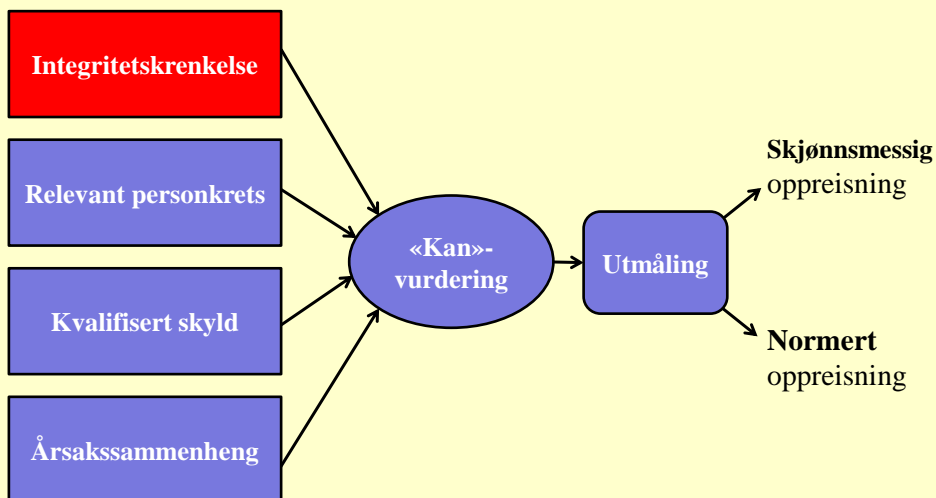 Integritetskrenkelse
Relevant personkrets
Kvalifisert skyld
Årsakssammenheng
«Kan»-
vurdering
Utmåling
Skjønnsmessig
oppreisning
Normert
oppreisning